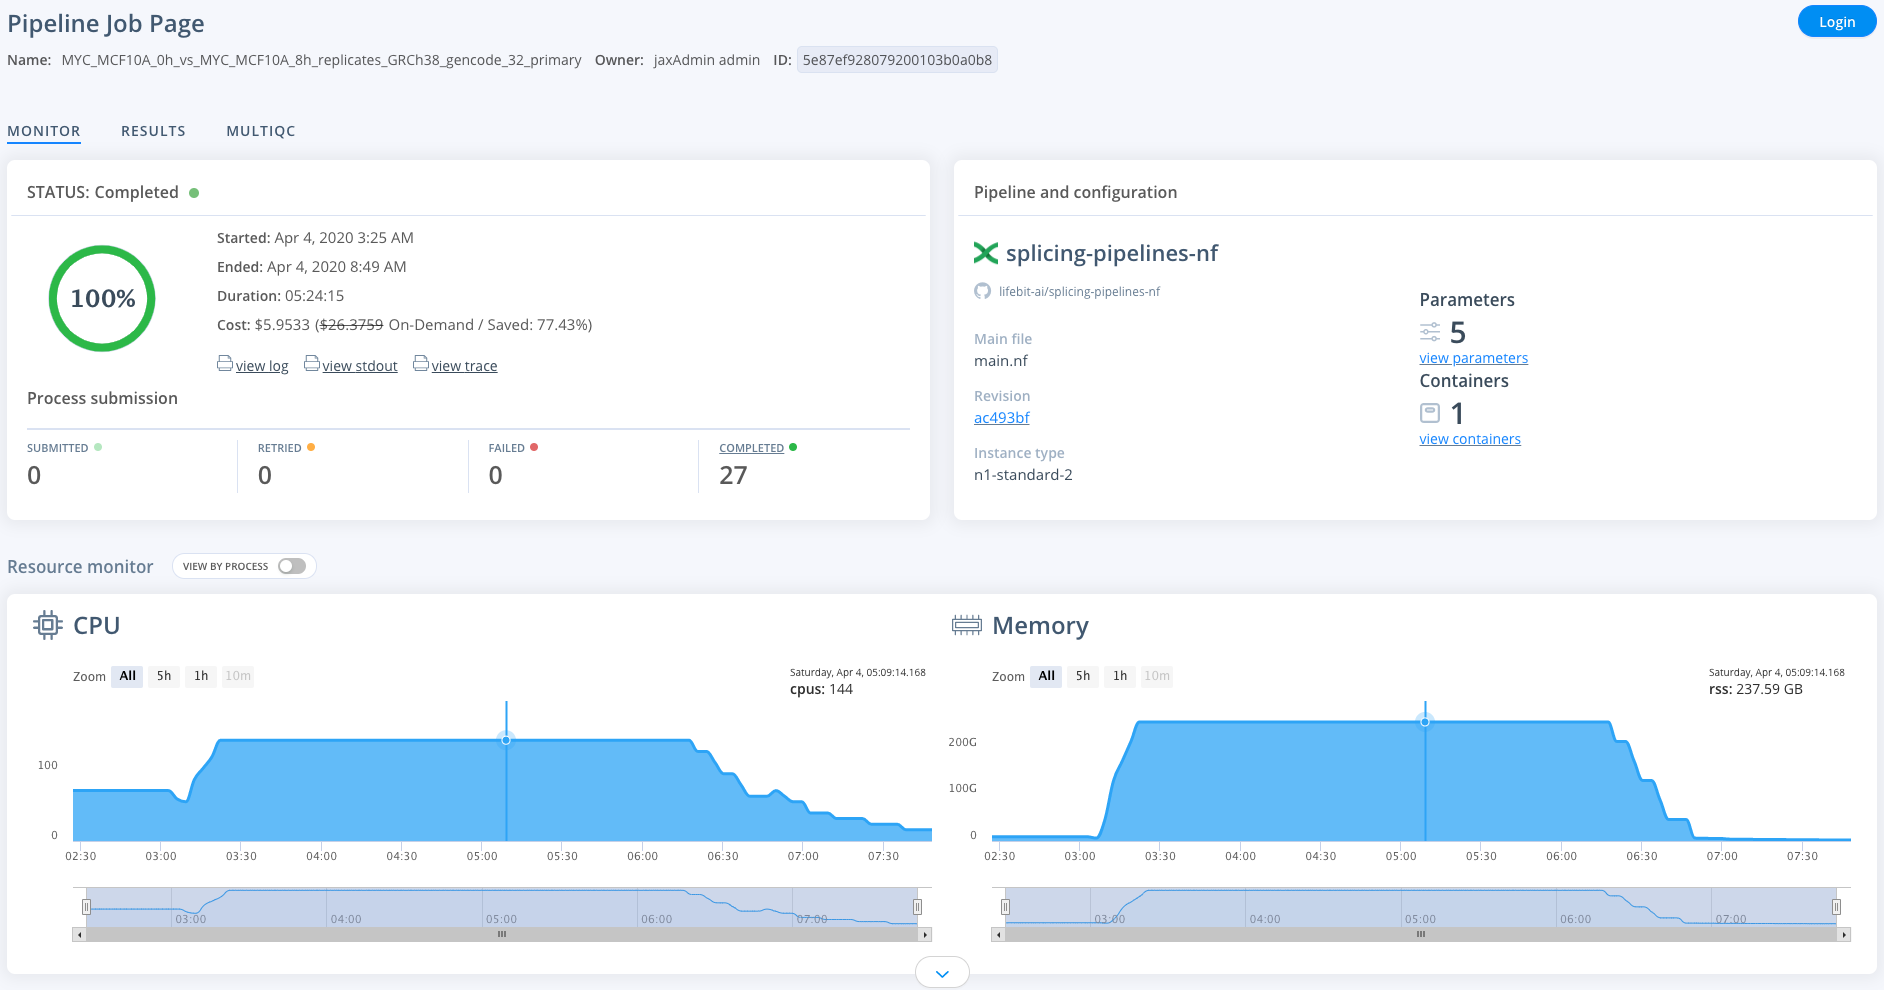 Pipeline Job Page
Login
Name: MYC_MCF10A_0h_vs_MYC_MCF10A_8h_replicates_GRCh38_gencode_32_primary Owner: jaxAdmin admin ID: 5e87ef928079200103b0a0b8
MONITOR RESULTS MULTIQC
STATUS: Completed
100%
Started: Apr 4, 2020 3:25 AM
Ended: Apr 4, 2020 8:49 AM
Duration: 05:24:15
Cost: $5.9533 ($26.3759 On-Demand / Saved: 77.43%)
view log view stdout view trace
Process submission
SUBMITTED RETRIED FAILED COMPLETED
0 0 0 27
Pipeline and configuration
splicing-pipelines-nf
lifebit-ai/splicing-pipelines-nf
Main file
main.nf
Revision
ac493bf
Instance type
n1-standard-2
Parameters
5
view parameters
Containers
1
view containers
Resource monitor VIEW BY PROCESS
CPU
Zoom All 5h 1h 10m
Saturday, Apr 4, 05:09:14.168
cpus: 144
100
0
02:30 03:00 03:30 04:00 04:30 05:00 05:30 06:00 06:30 07:00 07:30
03:00 04:00 05:00 06:00 07:00
Memory
Zoom All 5h 1h 10m
Saturday, Apr 4, 05:09:14.168
rss: 237.59 GB
200G
100G
0
02:30 03:00 03:30 04:00 04:30 05:00 05:30 06:00 06:30 07:00 07:30
03:00 04:00 05:00 06:00 07:00